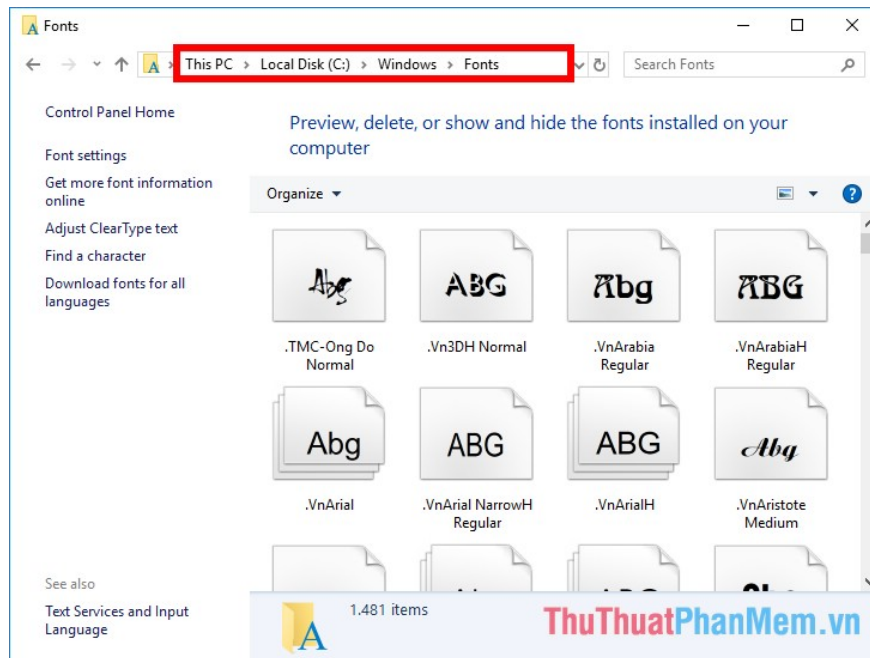 Fonts
This PC > Local Disk (C:) > Windows > Fonts
Search Fonts
Control Panel Home
Font settings
Get more font information
online
Adjust ClearType text
Find a character
Download fonts for all
languages
See also
Text Services and Input
Language
Preview, delete, or show and hide the fonts installed on your
computer
Organize
Abg
ABG
Abg
ABG
.TMC-Ong Do
Normal
.Vn3DH Normal
.VnArabia
Regular
.VnArabiaH
Regular
Abg
ABG
ABG
Abg
.VnArial
.VnArial NarrowH
Regular
.VnArialH
.VnAristote
Medium
1.481 items
ThuThuatPhanMem.vn